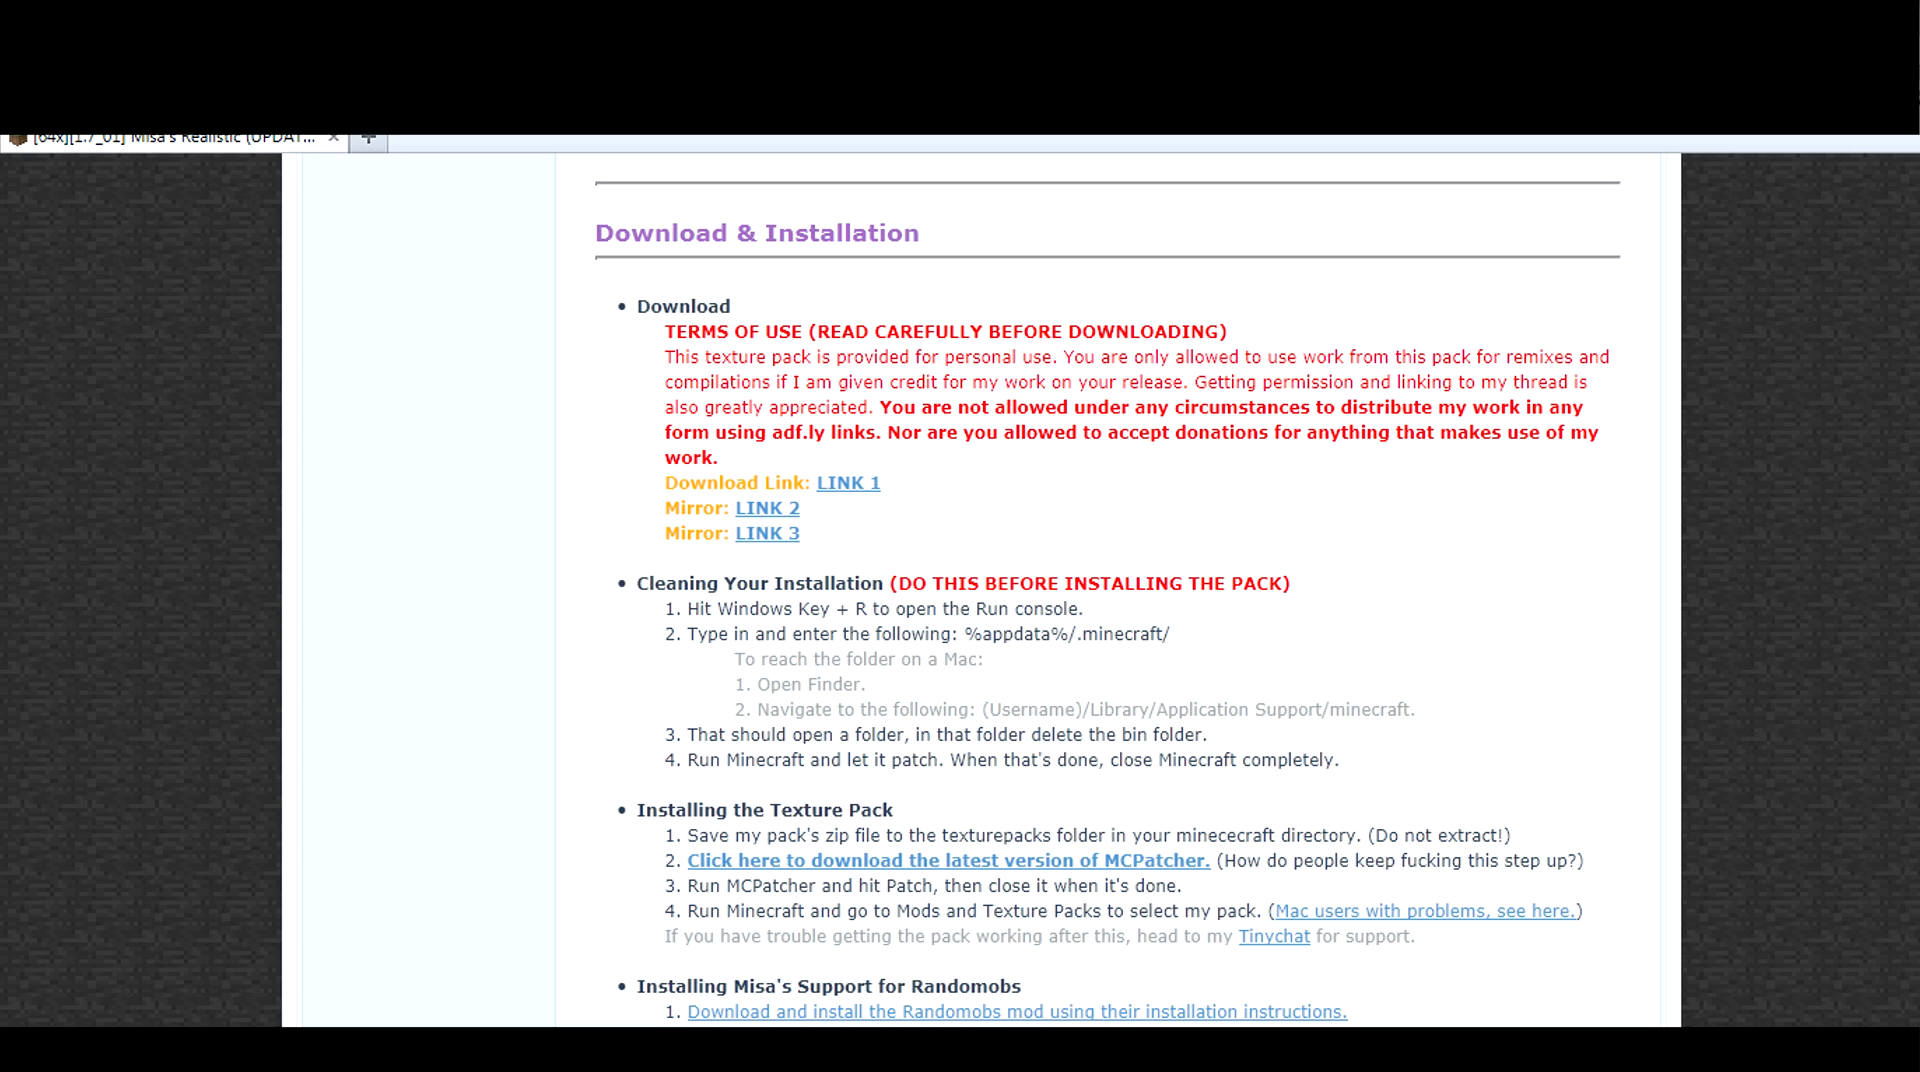 [64x][1.7_01] Misa's Realistic (UPDAT...
Download & Installation
• Download
TERMS OF USE (READ CAREFULLY BEFORE DOWNLOADING)
This texture pack is provided for personal use. You are only allowed to use work from this pack for remixes and
compilations if I am given credit for my work on your release. Getting permission and linking to my thread is
also greatly appreciated. You are not allowed under any circumstances to distribute my work in any
form using adf.ly links. Nor are you allowed to accept donations for anything that makes use of my
work.
Download Link: LINK 1
Mirror: LINK 2
Mirror: LINK 3
• Cleaning Your Installation (DO THIS BEFORE INSTALLING THE PACK)
1. Hit Windows Key + R to open the Run console.
2. Type in and enter the following: %appdata%/.minecraft/
To reach the folder on a Mac:
1. Open Finder.
2. Navigate to the following: (Username)/Library/Application Support/minecraft.
3. That should open a folder, in that folder delete the bin folder.
4. Run Minecraft and let it patch. When that's done, close Minecraft completely.
• Installing the Texture Pack
1. Save my pack's zip file to the texturepacks folder in your minececraft directory. (Do not extract!)
2. Click here to download the latest version of MCPatcher. (How do people keep fucking this step up?)
3. Run MCPatcher and hit Patch, then close it when it's done.
4. Run Minecraft and go to Mods and Texture Packs to select my pack. (Mac users with problems, see here.)
If you have trouble getting the pack working after this, head to my Tinychat for support.
• Installing Misa's Support for Randomobs
1. Download and install the Randomobs mod using their installation instructions.